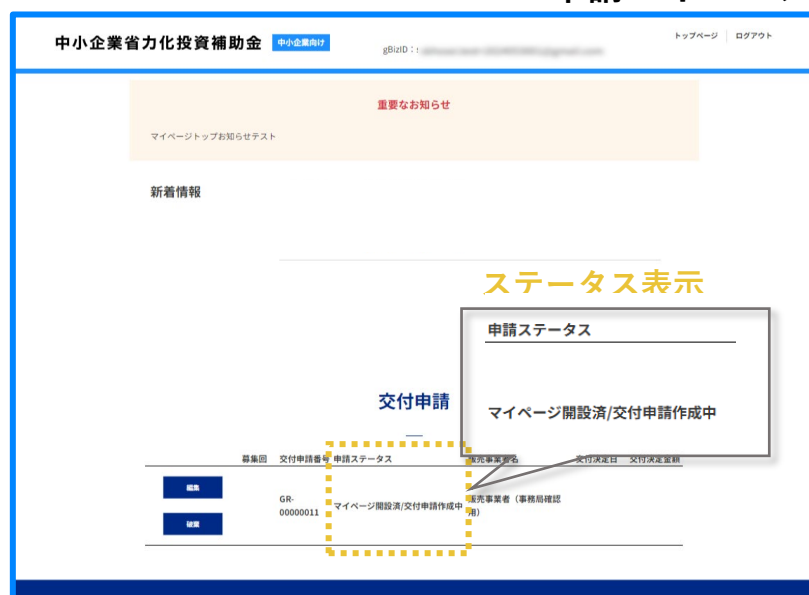 中小企業省力化投資補助金 中小企業向け
gBizID：
トップページ ログアウト
重要なお知らせ
マイページトップお知らせテスト
新着情報
ステータス表示
申請ステータス
マイページ開設済/交付申請作成中
交付申請
募集回 交付申請番号 申請ステータス 販売事業者名 交付決定日 交付決定金額
編集
GR-
00000011
マイページ開設済/交付申請作成中
販売事業者（事務局確認
用）
破棄